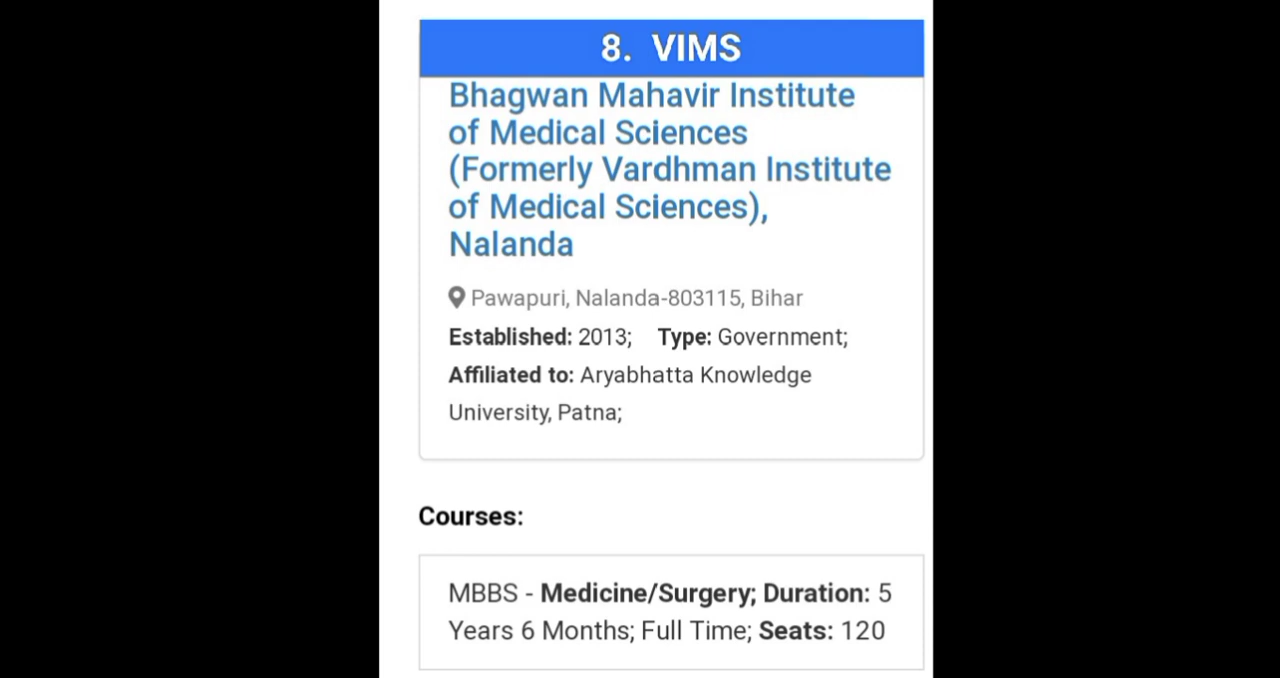 8. VIMS
Bhagwan Mahavir Institute
of Medical Sciences
(Formerly Vardhman Institute
of Medical Sciences),
Nalanda
Pawapuri, Nalanda-803115, Bihar
Established: 2013; Type: Government;
Affiliated to: Aryabhatta Knowledge
University, Patna;
Courses:
MBBS - Medicine/Surgery; Duration: 5
Years 6 Months; Full Time; Seats: 120